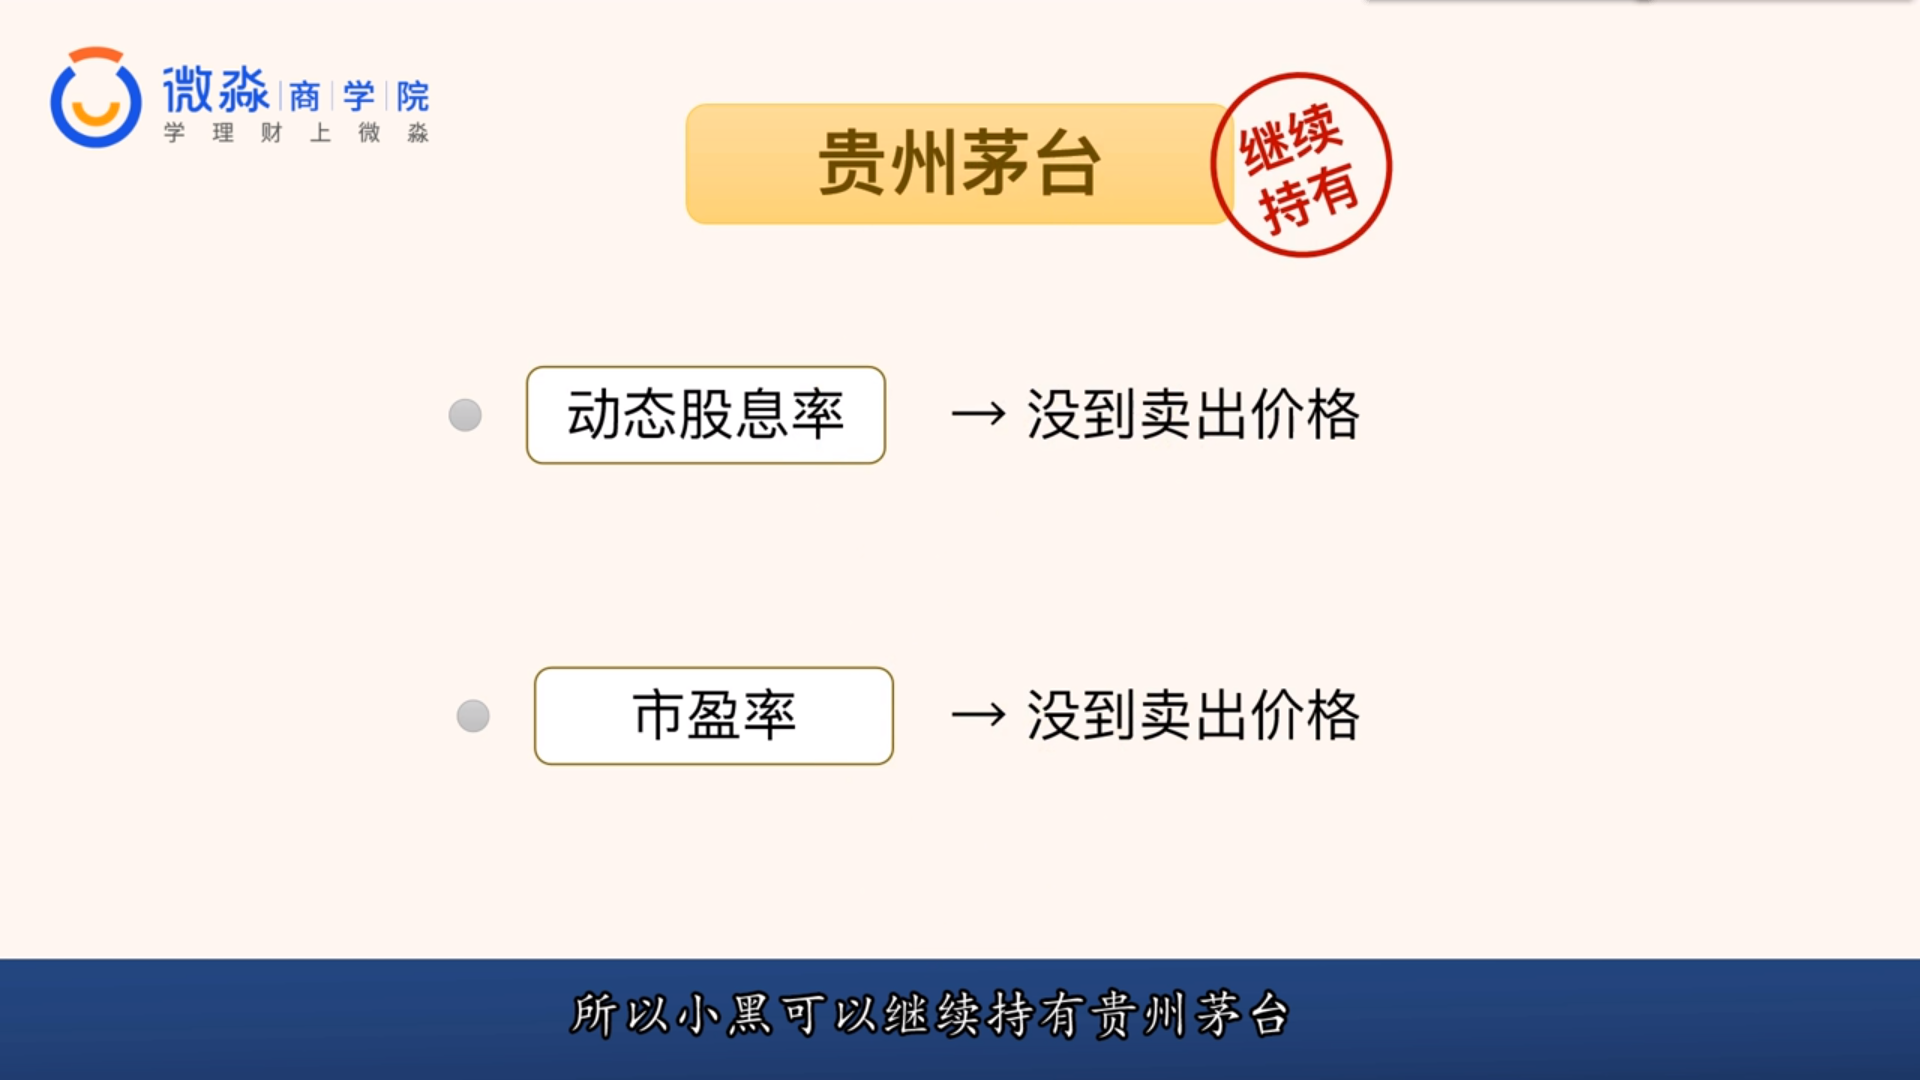 微淼商学院
学理财上微淼
贵州茅台
继续
持有
动态股息率
→ 没到卖出价格
市盈率
→ 没到卖出价格
所以小黑可以继续持有贵州茅台